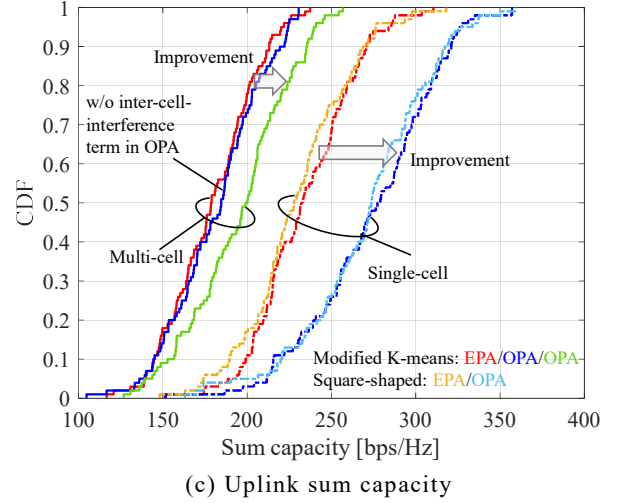 1
0.9
0.8
0.7
0.6
0.5
0.4
0.3
0.2
0.1
0
CDF
Improvement
w/o inter-cell-
interference
term in OPA
Improvement
Multi-cell
Single-cell
Modified K-means: EPA/OPA/OPA
Square-shaped: EPA/OPA
100 150 200 250 300 350 400
Sum capacity [bps/Hz]
(c) Uplink sum capacity